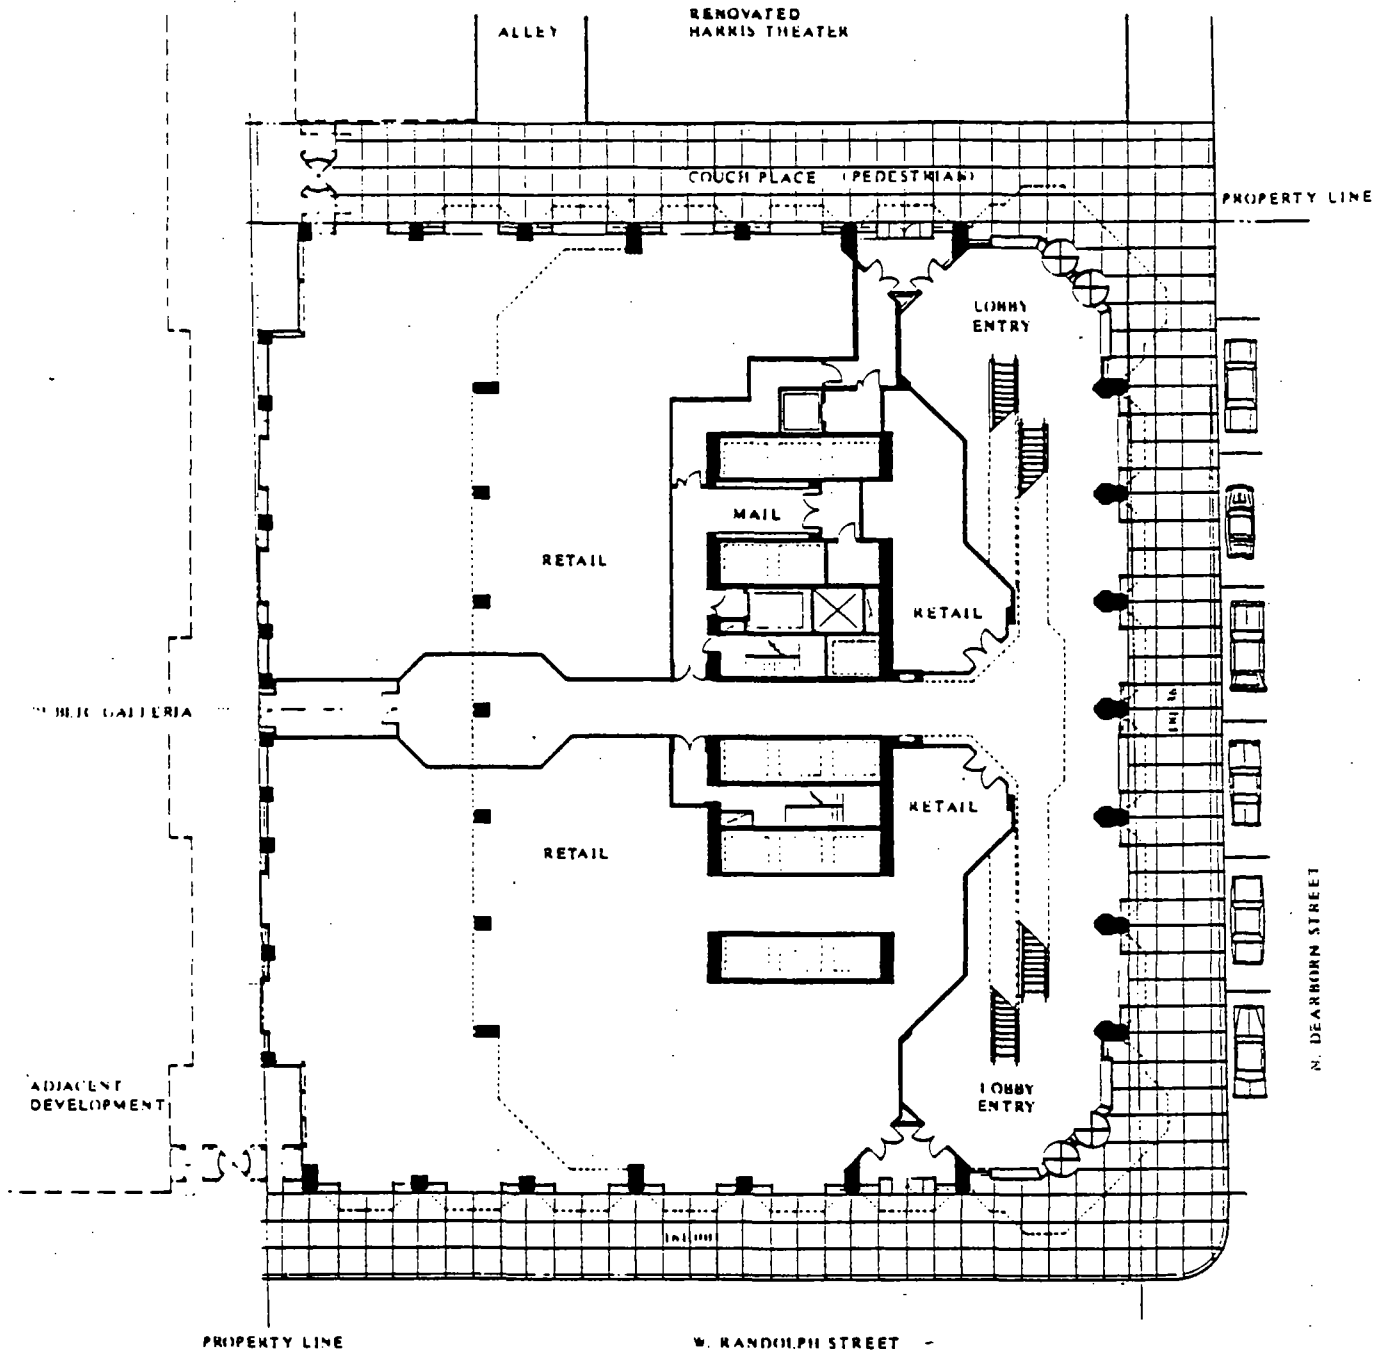 RENOVATED
HARRIS THEATER
ALLEY
COUCH PLACE (PEDESTRIAN)
PROPERTY LINE
LOBBY
ENTRY
MAIL
RETAIL
RETAIL
GALLERIA
RETAIL
RETAIL
N. DEARBORN STREET
ADJACENT
DEVELOPMENT
LOBBY
ENTRY
PROPERTY LINE
W. RANDOLPH STREET